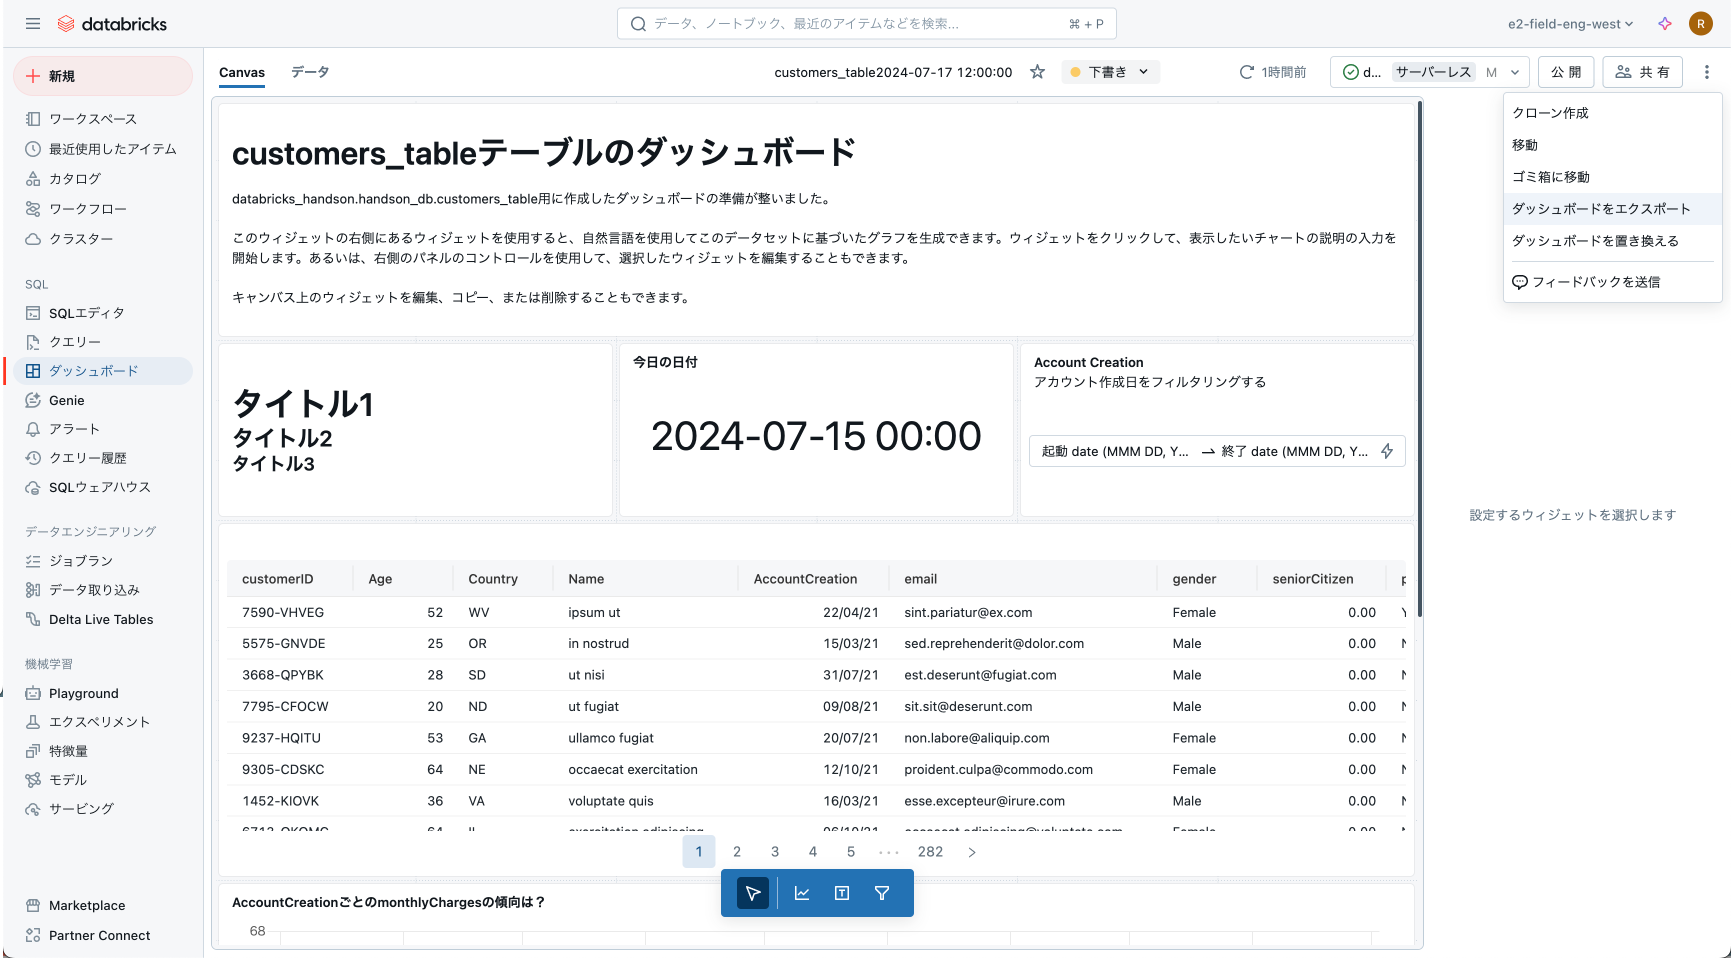 databricks
データ、ノートブック、最近のアイテムなどを検索...
⌘ + P
e2-field-eng-west
R
新規
ワークスペース
最近使用したアイテム
カタログ
ワークフロー
クラスター
SQL
SQLエディタ
クエリー
ダッシュボード
Genie
アラート
クエリー履歴
SQLウェアハウス
データエンジニアリング
ジョブラン
データ取り込み
Delta Live Tables
機械学習
Playground
エクスペリメント
特徴量
モデル
サービング
Marketplace
Partner Connect
Canvas
データ
customers_table2024-07-17 12:00:00
下書き
1時間前
d...
サーバーレス
M
公開
共有
クローン作成
移動
ゴミ箱に移動
ダッシュボードをエクスポート
ダッシュボードを置き換える
フィードバックを送信
customers_tableテーブルのダッシュボード
databricks_handson.handson_db.customers_table用に作成したダッシュボードの準備が整いました。
このウィジェットの右側にあるウィジェットを使用すると、自然言語を使用してこのデータセットに基づいたグラフを生成できます。ウィジェットをクリックして、表示したいチャートの説明の入力を
開始します。あるいは、右側のパネルのコントロールを使用して、選択したウィジェットを編集することもできます。
キャンバス上のウィジェットを編集、コピー、または削除することもできます。
タイトル1
タイトル2
タイトル3
今日の日付
2024-07-15 00:00
Account Creation
アカウント作成日をフィルタリングする
起動 date (MMM DD, Y... → 終了 date (MMM DD, Y...
設定するウィジェットを選択します
customerID Age Country Name AccountCreation email gender seniorCitizen
7590-VHVEG 52 WV ipsum ut 22/04/21 sint.pariatur@ex.com Female 0.00
5575-GNVDE 25 OR in nostrud 15/03/21 sed.reprehenderit@dolor.com Male 0.00
3668-QPYBK 28 SD ut nisi 31/07/21 est.deserunt@fugiat.com Male 0.00
7795-CFOCW 20 ND ut fugiat 09/08/21 sit.sit@deserunt.com Male 0.00
9237-HQITU 53 GA ullamco fugiat 20/07/21 non.labore@aliquip.com Female 0.00
9305-CDSKC 64 NE occaecat exercitation 12/10/21 proident.culpa@commodo.com Female 0.00
1452-KIOVK 36 VA voluptate quis 16/03/21 esse.excepteur@irure.com Male 0.00
1 2 3 4 5 ... 282
AccountCreationごとのmonthlyChargesの傾向は？
68